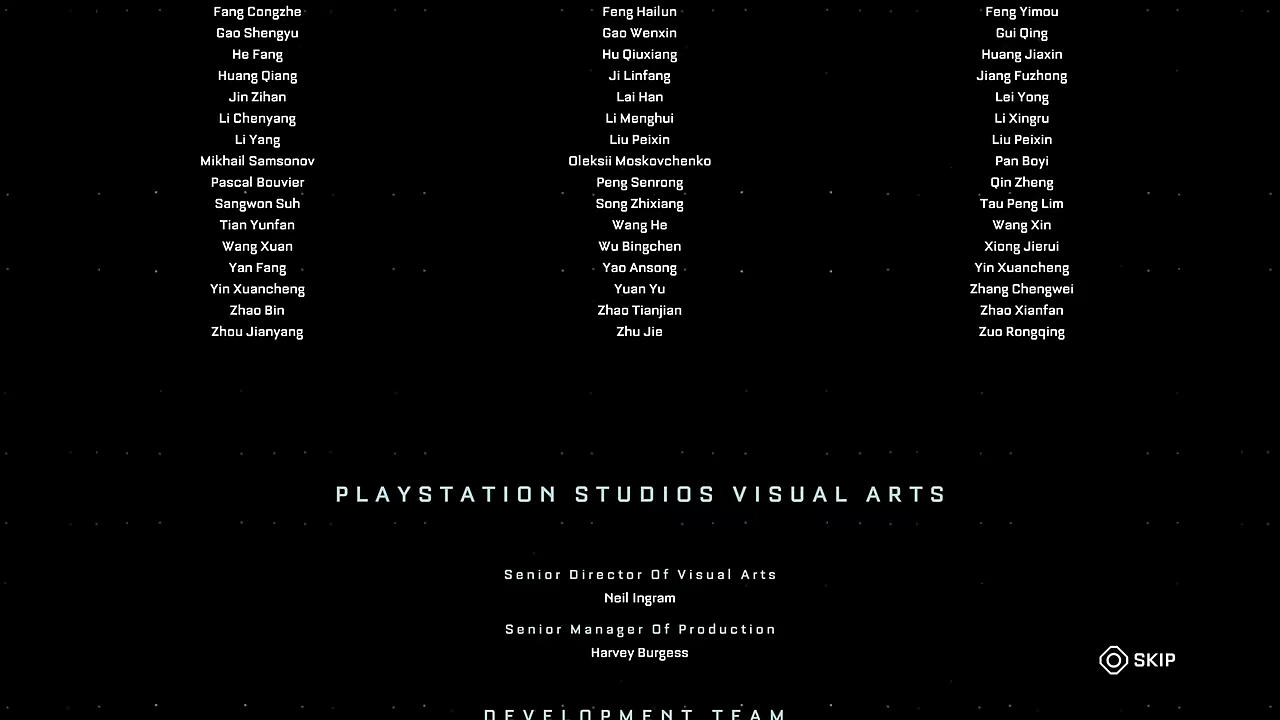 Fang Congzhe Feng Hailun Feng Yimou
Gao Shengyu Gao Wenxin Gui Qing
He Fang Hu Qiuxiang Huang Jiaxin
Huang Qiang Ji Linfang Jiang Fuzhong
Jin Zihan Lai Han Lei Yong
Li Chenyang Li Menghui Li Xingru
Li Yang Liu Peixin Liu Peixin
Mikhail Samsonov Oleksii Moskovchenko Pan Boyi
Pascal Bouvier Peng Senrong Qin Zheng
Sangwon Suh Song Zhixiang Tau Peng Lim
Tian Yunfan Wang He Wang Xin
Wang Xuan Wu Bingchen Xiong Jierui
Yan Fang Yao Ansong Yin Xuancheng
Yin Xuancheng Yuan Yu Zhang Chengwei
Zhao Bin Zhao Tianjian Zhao Xianfan
Zhou Jianyang Zhu Jie Zuo Rongqing
PLAYSTATION STUDIOS VISUAL ARTS
Senior Director Of Visual Arts
Neil Ingram
Senior Manager Of Production
Harvey Burgess
SKIP
DEVELOPMENT TEAM